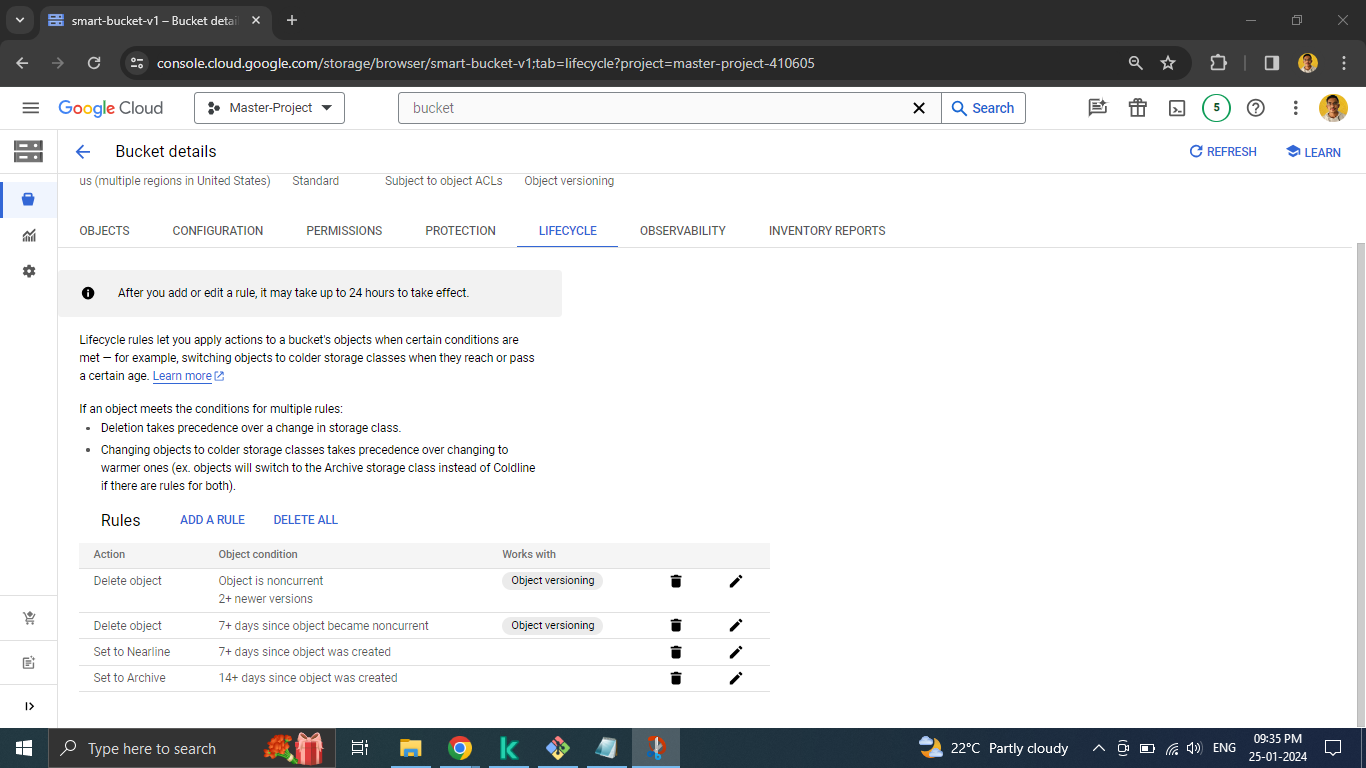 smart-bucket-v1 – Bucket detai
console.cloud.google.com/storage/browser/smart-bucket-v1;tab=lifecycle?project=master-project-410605
Google Cloud
Master-Project
bucket
Search
5
Bucket details
REFRESH
LEARN
us (multiple regions in United States)
Standard
Subject to object ACLs
Object versioning
OBJECTS
CONFIGURATION
PERMISSIONS
PROTECTION
LIFECYCLE
OBSERVABILITY
INVENTORY REPORTS
After you add or edit a rule, it may take up to 24 hours to take effect.
Lifecycle rules let you apply actions to a bucket's objects when certain conditions are
met — for example, switching objects to colder storage classes when they reach or pass
a certain age. Learn more
If an object meets the conditions for multiple rules:
• Deletion takes precedence over a change in storage class.
• Changing objects to colder storage classes takes precedence over changing to
warmer ones (ex. objects will switch to the Archive storage class instead of Coldline
if there are rules for both).
Rules
ADD A RULE
DELETE ALL
Action
Object condition
Works with
Delete object
Object is noncurrent
2+ newer versions
Object versioning
Delete object
7+ days since object became noncurrent
Object versioning
Set to Nearline
7+ days since object was created
Set to Archive
14+ days since object was created
Type here to search
22°C Partly cloudy
ENG
09:35 PM
25-01-2024